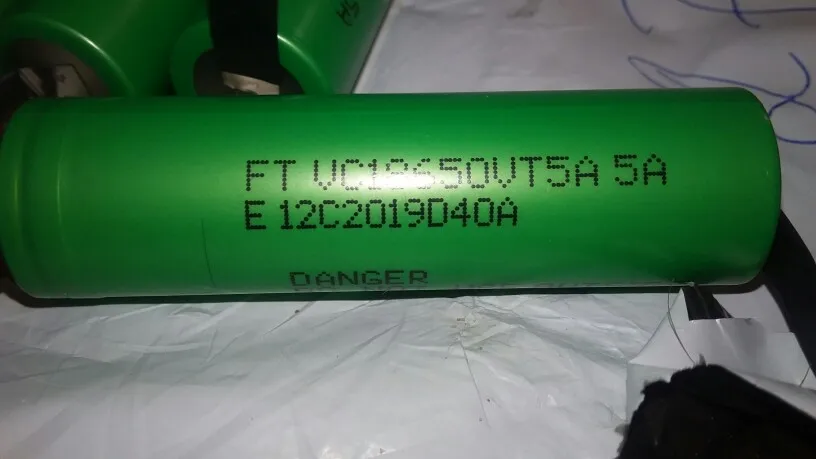 FT VC18650VT5A 5A
E 12C2019D40A
DANGER